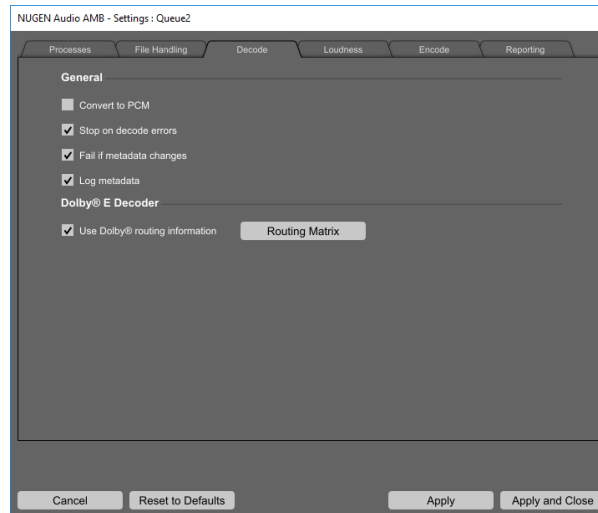 NUGEN Audio AMB - Settings : Queue2
Processes File Handling Decode Loudness Encode Reporting
General
Convert to PCM
Stop on decode errors
Fail if metadata changes
Log metadata
Dolby® E Decoder
Use Dolby® routing information Routing Matrix
Cancel Reset to Defaults Apply Apply and Close